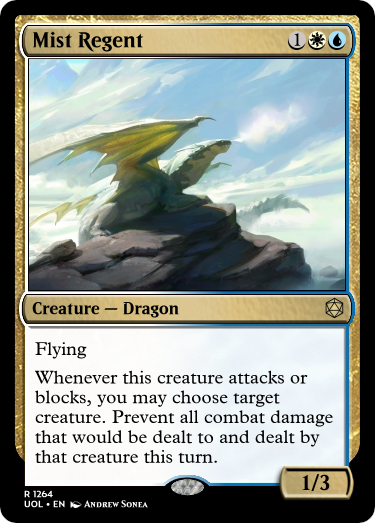 Mist Regent 1
Creature — Dragon
Flying
Whenever this creature attacks or
blocks, you may choose target
creature. Prevent all combat damage
that would be dealt to and dealt by
that creature this turn.
1/3
R 1264
UOL • EN Andrew Sonea